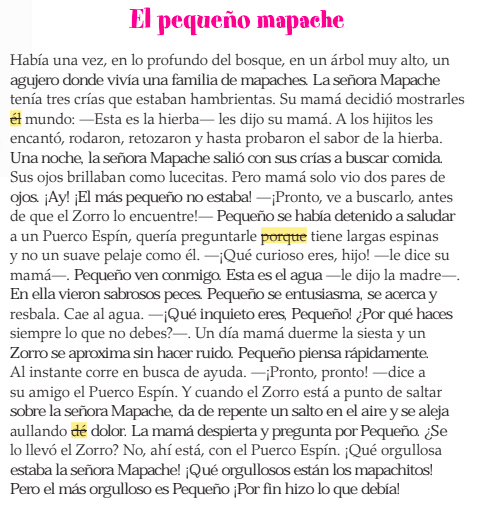 El pequeño mapache
Había una vez, en lo profundo del bosque, en un árbol muy alto, un
agujero donde vivía una familia de mapaches. La señora Mapache
tenía tres crías que estaban hambrientas. Su mamá decidió mostrarles
él mundo: —Esta es la hierba— les dijo su mamá. A los hijitos les
encantó, rodaron, retozaron y hasta probaron el sabor de la hierba.
Una noche, la señora Mapache salió con sus crías a buscar comida.
Sus ojos brillaban como lucecitas. Pero mamá solo vio dos pares de
ojos. ¡Ay! ¡El más pequeño no estaba! —¡Pronto, ve a buscarlo, antes
de que el Zorro lo encuentre!— Pequeño se había detenido a saludar
a un Puerco Espín, quería preguntarle porque tiene largas espinas
y no un suave pelaje como él. —¡Qué curioso eres, hijo! —le dice su
mamá—. Pequeño ven conmigo. Esta es el agua —le dijo la madre—.
En ella vieron sabrosos peces. Pequeño se entusiasma, se acerca y
resbala. Cae al agua. —¡Qué inquieto eres, Pequeño! ¿Por qué haces
siempre lo que no debes?—. Un día mamá duerme la siesta y un
Zorro se aproxima sin hacer ruido. Pequeño piensa rápidamente.
Al instante corre en busca de ayuda. —¡Pronto, pronto! —dice a
su amigo el Puerco Espín. Y cuando el Zorro está a punto de saltar
sobre la señora Mapache, da de repente un salto en el aire y se aleja
aullando dé dolor. La mamá despierta y pregunta por Pequeño. ¿Se
lo llevó el Zorro? No, ahí está, con el Puerco Espín. ¡Qué orgullosa
estaba la señora Mapache! ¡Qué orgullosos están los mapachitos!
Pero el más orgulloso es Pequeño ¡Por fin hizo lo que debía!